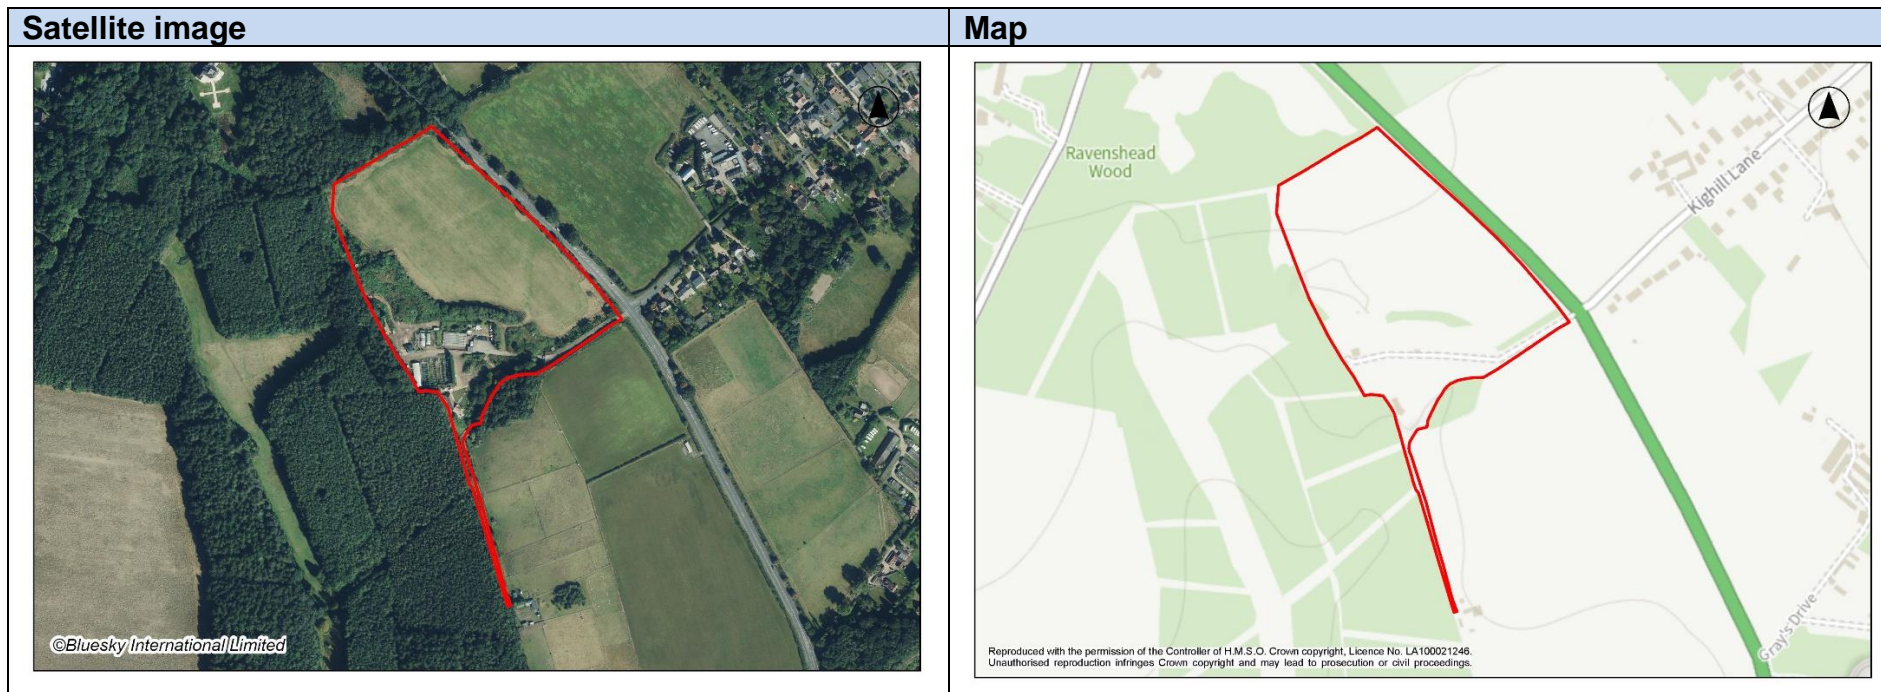 Satellite image
Map
©Bluesky International Limited
Ravenshead
Wood
Kighill Lane
Gray's Drive
Reproduced with the permission of the Controller of H.M.S.O. Crown copyright, Licence No. LA100021246.
Unauthorised reproduction infringes Crown copyright and may lead to prosecution or civil proceedings.